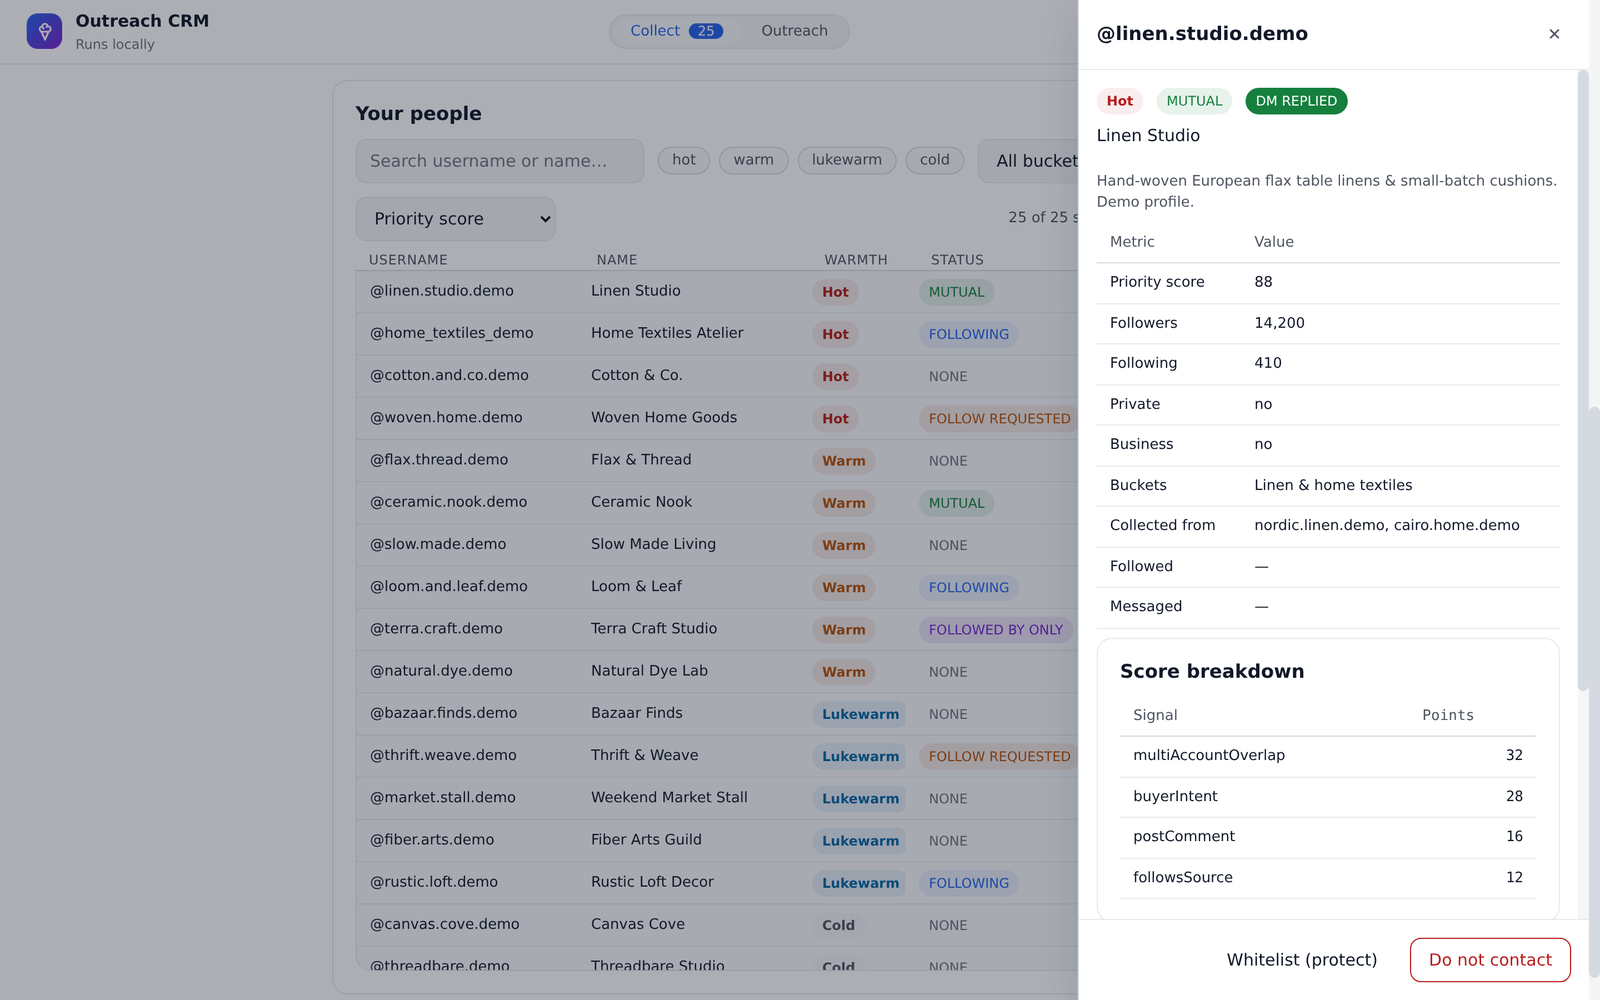 Outreach CRM
Runs locally
Collect 25 Outreach
Your people
Search username or name...
hot warm lukewarm cold
All bucket
Priority score
25 of 25 s
USERNAME NAME WARMTH STATUS
@linen.studio.demo Linen Studio Hot MUTUAL
@home_textiles_demo Home Textiles Atelier Hot FOLLOWING
@cotton.and.co.demo Cotton & Co. Hot NONE
@woven.home.demo Woven Home Goods Hot FOLLOW REQUESTED
@flax.thread.demo Flax & Thread Warm NONE
@ceramic.nook.demo Ceramic Nook Warm MUTUAL
@slow.made.demo Slow Made Living Warm NONE
@loom.and.leaf.demo Loom & Leaf Warm FOLLOWING
@terra.craft.demo Terra Craft Studio Warm FOLLOWED BY ONLY
@natural.dye.demo Natural Dye Lab Warm NONE
@bazaar.finds.demo Bazaar Finds Lukewarm NONE
@thrift.weave.demo Thrift & Weave Lukewarm FOLLOW REQUESTED
@market.stall.demo Weekend Market Stall Lukewarm NONE
@fiber.arts.demo Fiber Arts Guild Lukewarm NONE
@rustic.loft.demo Rustic Loft Decor Lukewarm FOLLOWING
@canvas.cove.demo Canvas Cove Cold NONE
@threadbare.demo Threadbare Studio Cold NONE
@linen.studio.demo ×
Hot MUTUAL DM REPLIED
Linen Studio
Hand-woven European flax table linens & small-batch cushions.
Demo profile.
Metric Value
Priority score 88
Followers 14,200
Following 410
Private no
Business no
Buckets Linen & home textiles
Collected from nordic.linen.demo, cairo.home.demo
Followed —
Messaged —
Score breakdown
Signal Points
multiAccountOverlap 32
buyerIntent 28
postComment 16
followsSource 12
Whitelist (protect) Do not contact